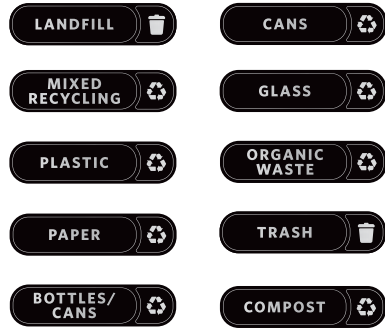 LANDFILL
MIXED
RECYCLING
PLASTIC
PAPER
BOTTLES/
CANS
CANS
GLASS
ORGANIC
WASTE
TRASH
COMPOST